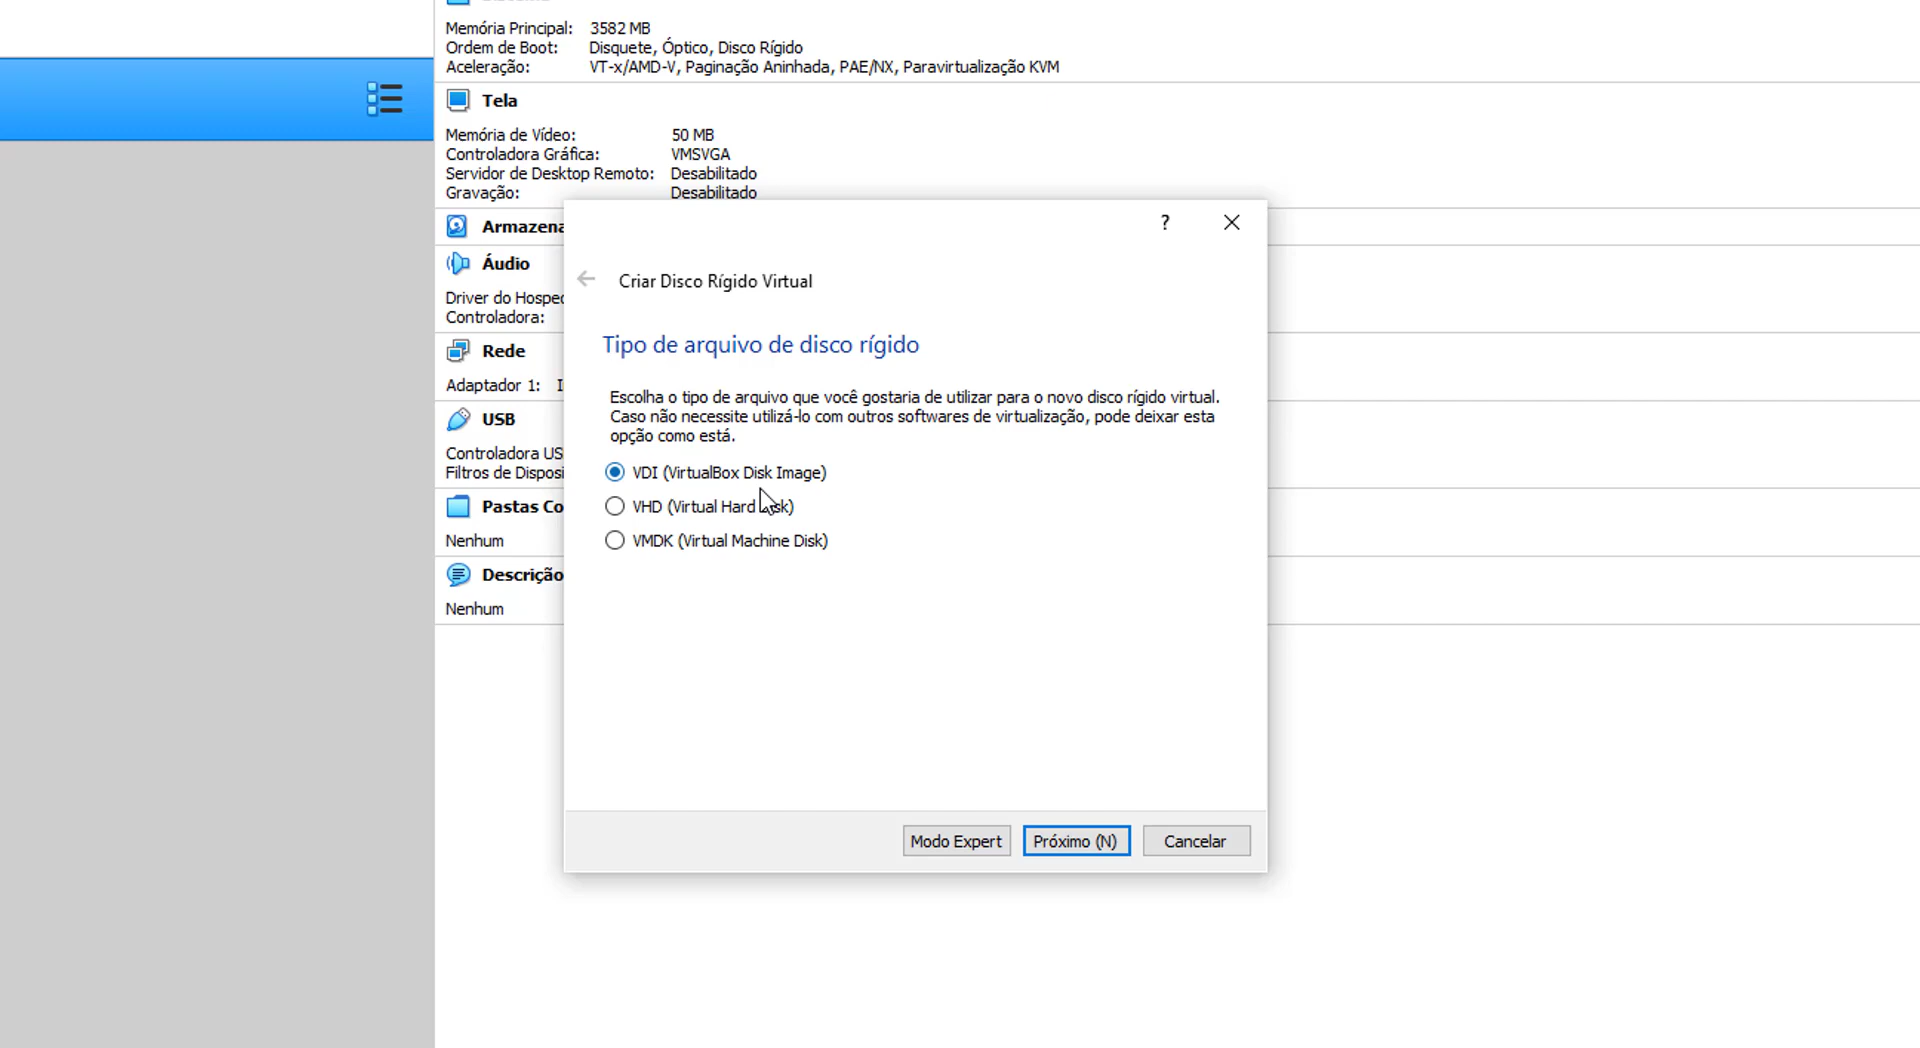 Memória Principal: 3582 MB
Ordem de Boot: Disquete, Óptico, Disco Rígido
Aceleração: VT-x/AMD-V, Paginação Aninhada, PAE/NX, Paravirtualização KVM
Tela
Memória de Vídeo: 50 MB
Controladora Gráfica: VMSVGA
Servidor de Desktop Remoto: Desabilitado
Gravação: Desabilitado
Armazena
Áudio
Driver do Hosped
Controladora:
Rede
Adaptador 1: I
USB
Controladora US
Filtros de Disposi
Pastas Co
Nenhum
Descrição
Nenhum
?
Criar Disco Rígido Virtual
Tipo de arquivo de disco rígido
Escolha o tipo de arquivo que você gostaria de utilizar para o novo disco rígido virtual.
Caso não necessite utilizá-lo com outros softwares de virtualização, pode deixar esta
opção como está.
VDI (VirtualBox Disk Image)
VHD (Virtual Hard Disk)
VMDK (Virtual Machine Disk)
Modo Expert
Próximo (N)
Cancelar